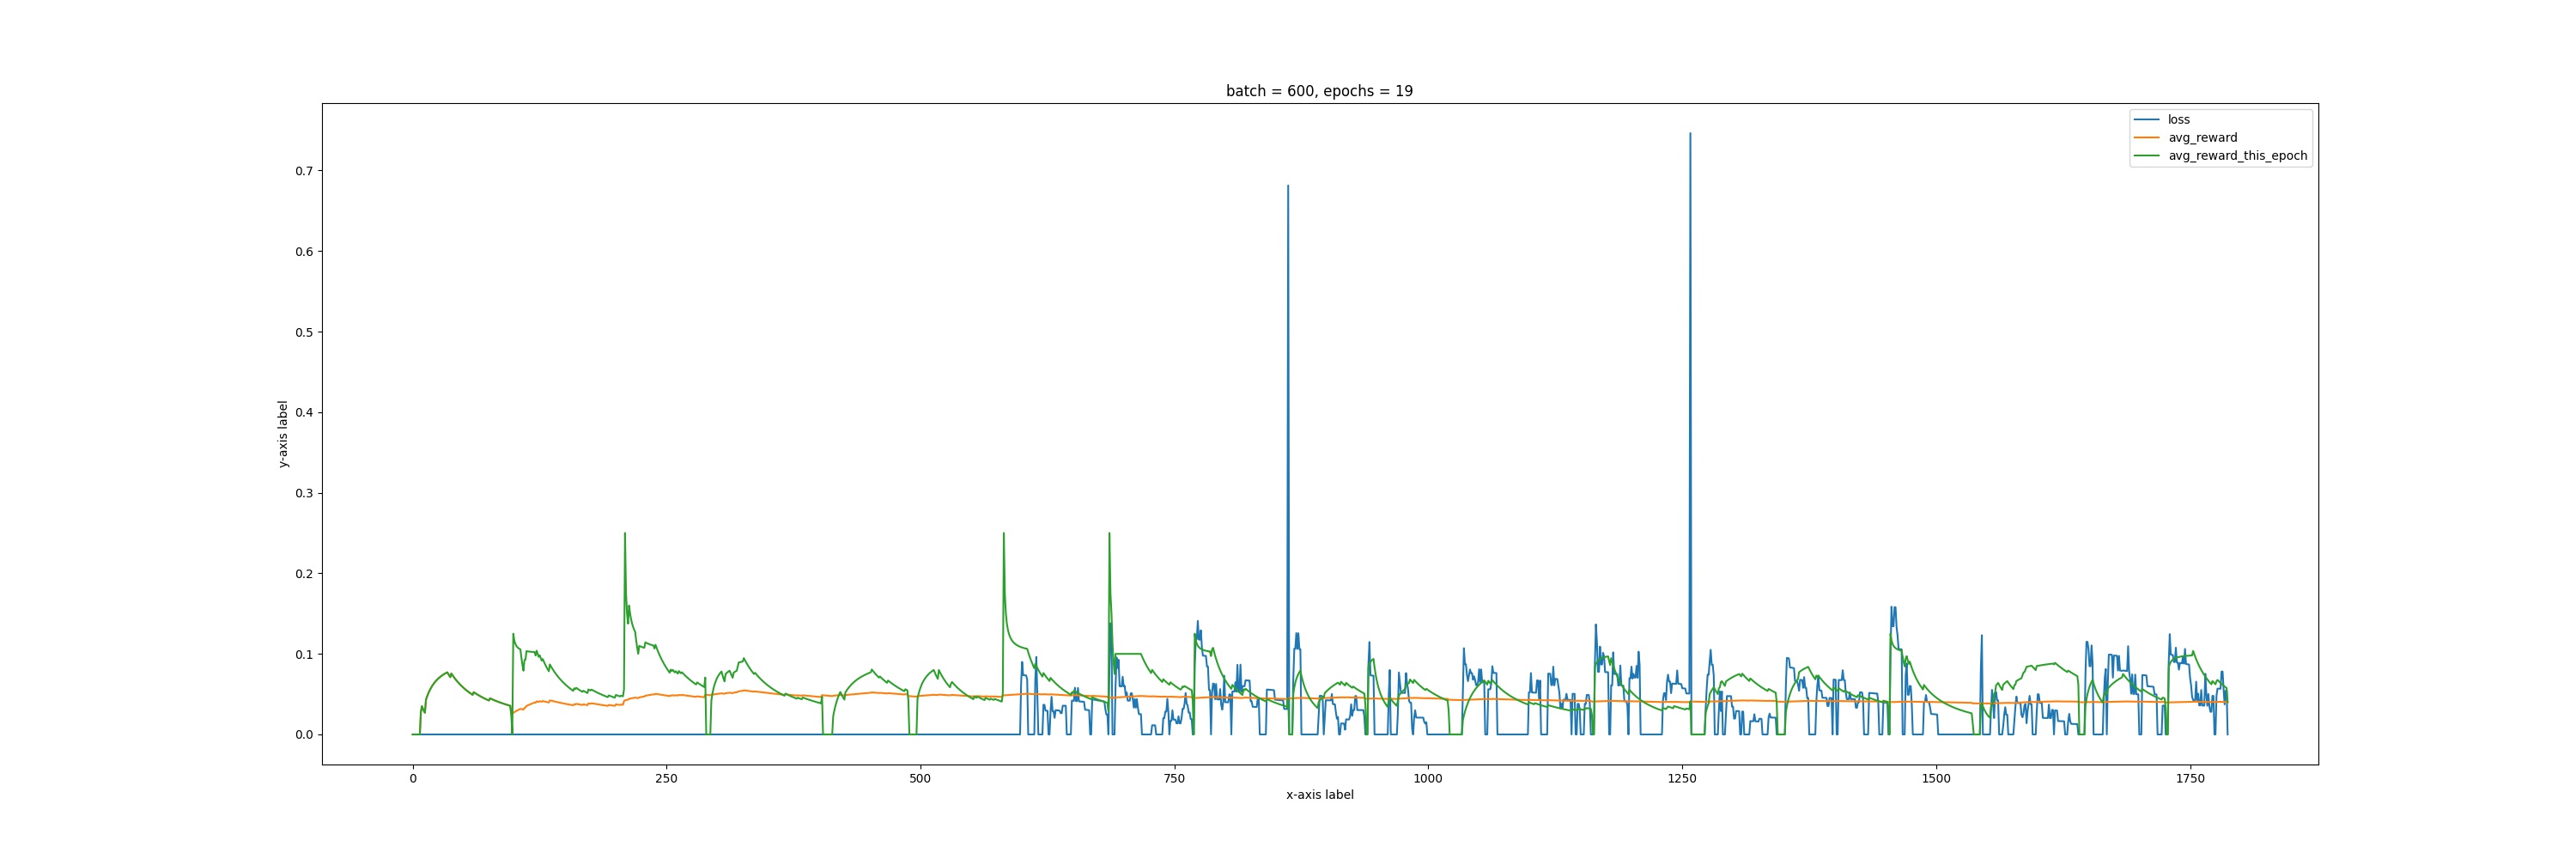 batch = 600, epochs = 19
loss
avg_reward
avg_reward_this_epoch
y-axis label
0.7
0.6
0.5
0.4
0.3
0.2
0.1
0.0
0 250 500 750 1000 1250 1500 1750
x-axis label